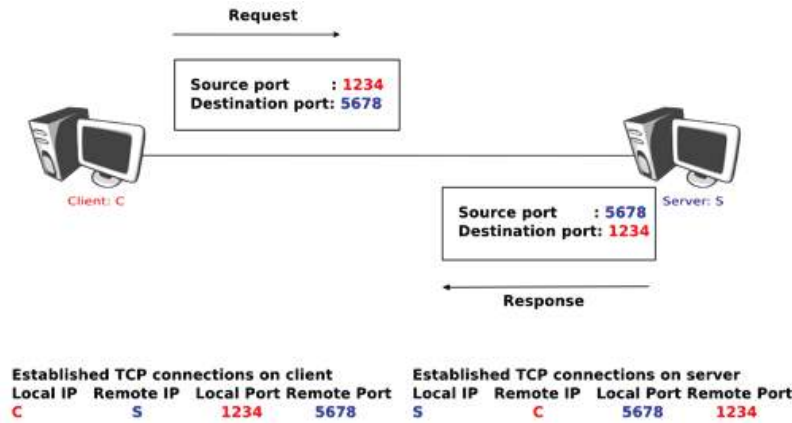 Request
Source port : 1234
Destination port: 5678
Client: C
Server: S
Source port : 5678
Destination port: 1234
Response
Established TCP connections on client
Local IP Remote IP Local Port Remote Port
C S 1234 5678
Established TCP connections on server
Local IP Remote IP Local Port Remote Port
S C 5678 1234